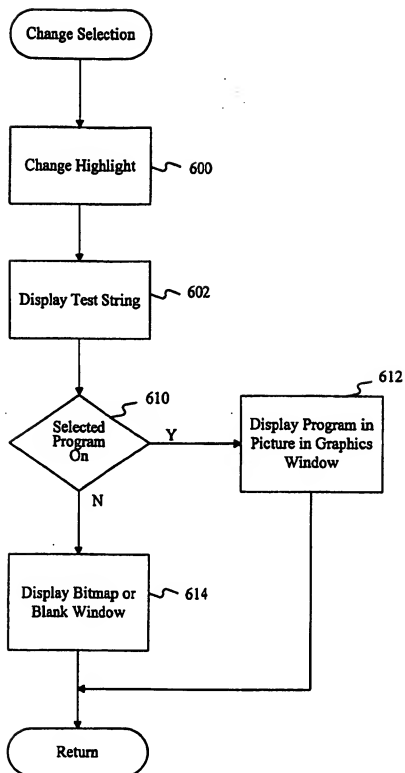 Change Selection
Change Highlight
600
Display Test String
602
610
Selected
Program
On
Y
N
612
Display Program in
Picture in Graphics
Window
Display Bitmap or
Blank Window
614
Return